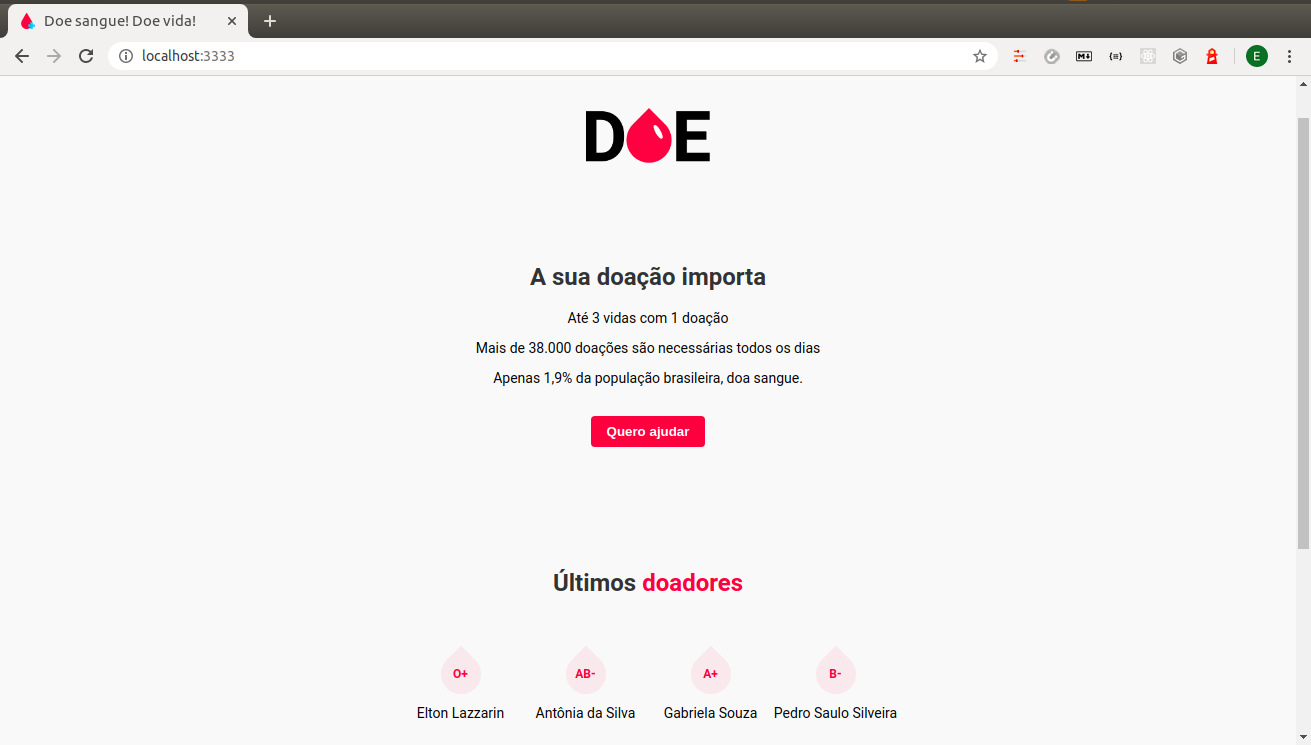 Doe sangue! Doe vida!
localhost:3333
E
DOE
A sua doação importa
Até 3 vidas com 1 doação
Mais de 38.000 doações são necessárias todos os dias
Apenas 1,9% da população brasileira, doa sangue.
Quero ajudar
Últimos doadores
O+ AB- A+ B-
Elton Lazzarin Antônia da Silva Gabriela Souza Pedro Saulo Silveira